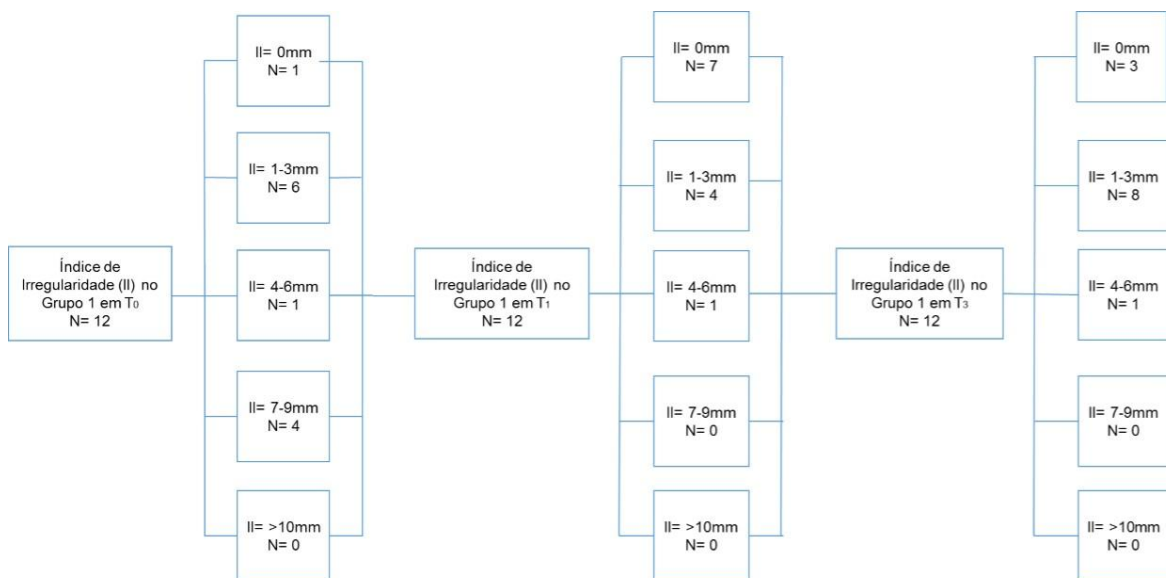 Índice de
Irregularidade (II) no
Grupo 1 em T₀
N= 12
II= 0mm
N= 1
II= 1-3mm
N= 6
II= 4-6mm
N= 1
II= 7-9mm
N= 4
II= >10mm
N= 0
Índice de
Irregularidade (II) no
Grupo 1 em T₁
N= 12
II= 0mm
N= 7
II= 1-3mm
N= 4
II= 4-6mm
N= 1
II= 7-9mm
N= 0
II= >10mm
N= 0
Índice de
Irregularidade (II) no
Grupo 1 em T₃
N= 12
II= 0mm
N= 3
II= 1-3mm
N= 8
II= 4-6mm
N= 1
II= 7-9mm
N= 0
II= >10mm
N= 0